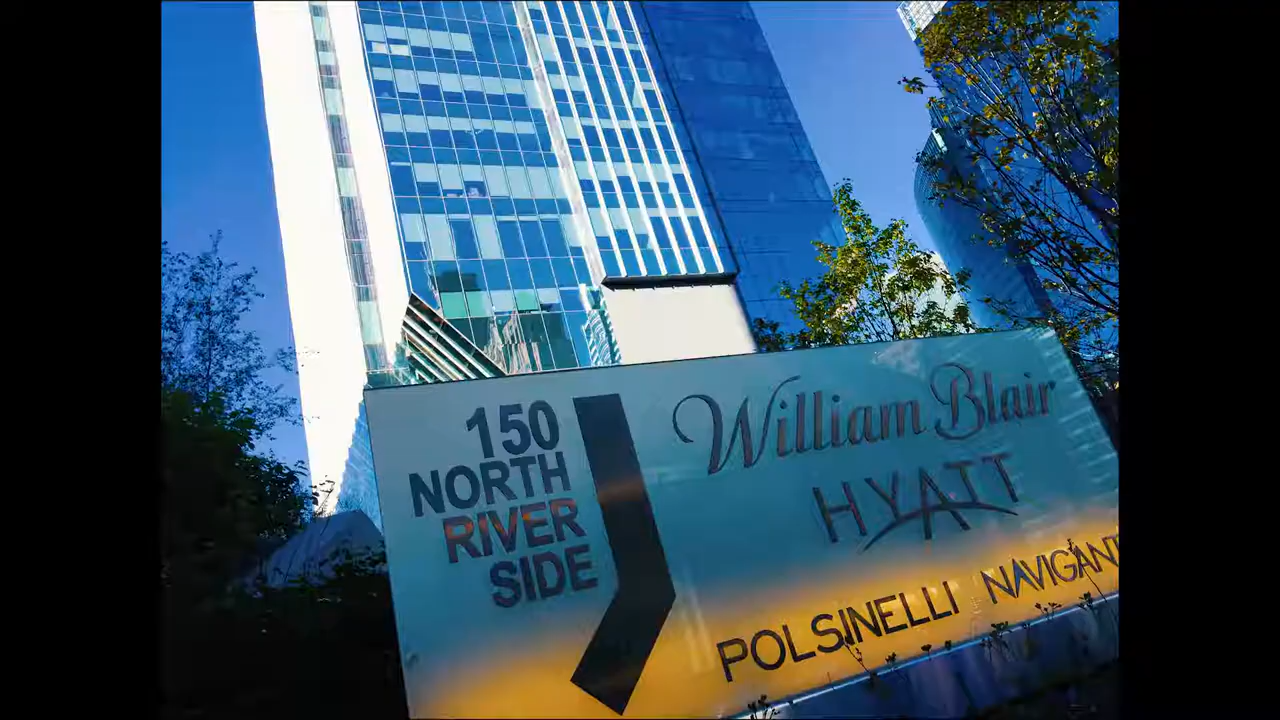 150
NORTH
RIVER
SIDE
William Blair
HYATT
POLSINELLI NAVIGANT